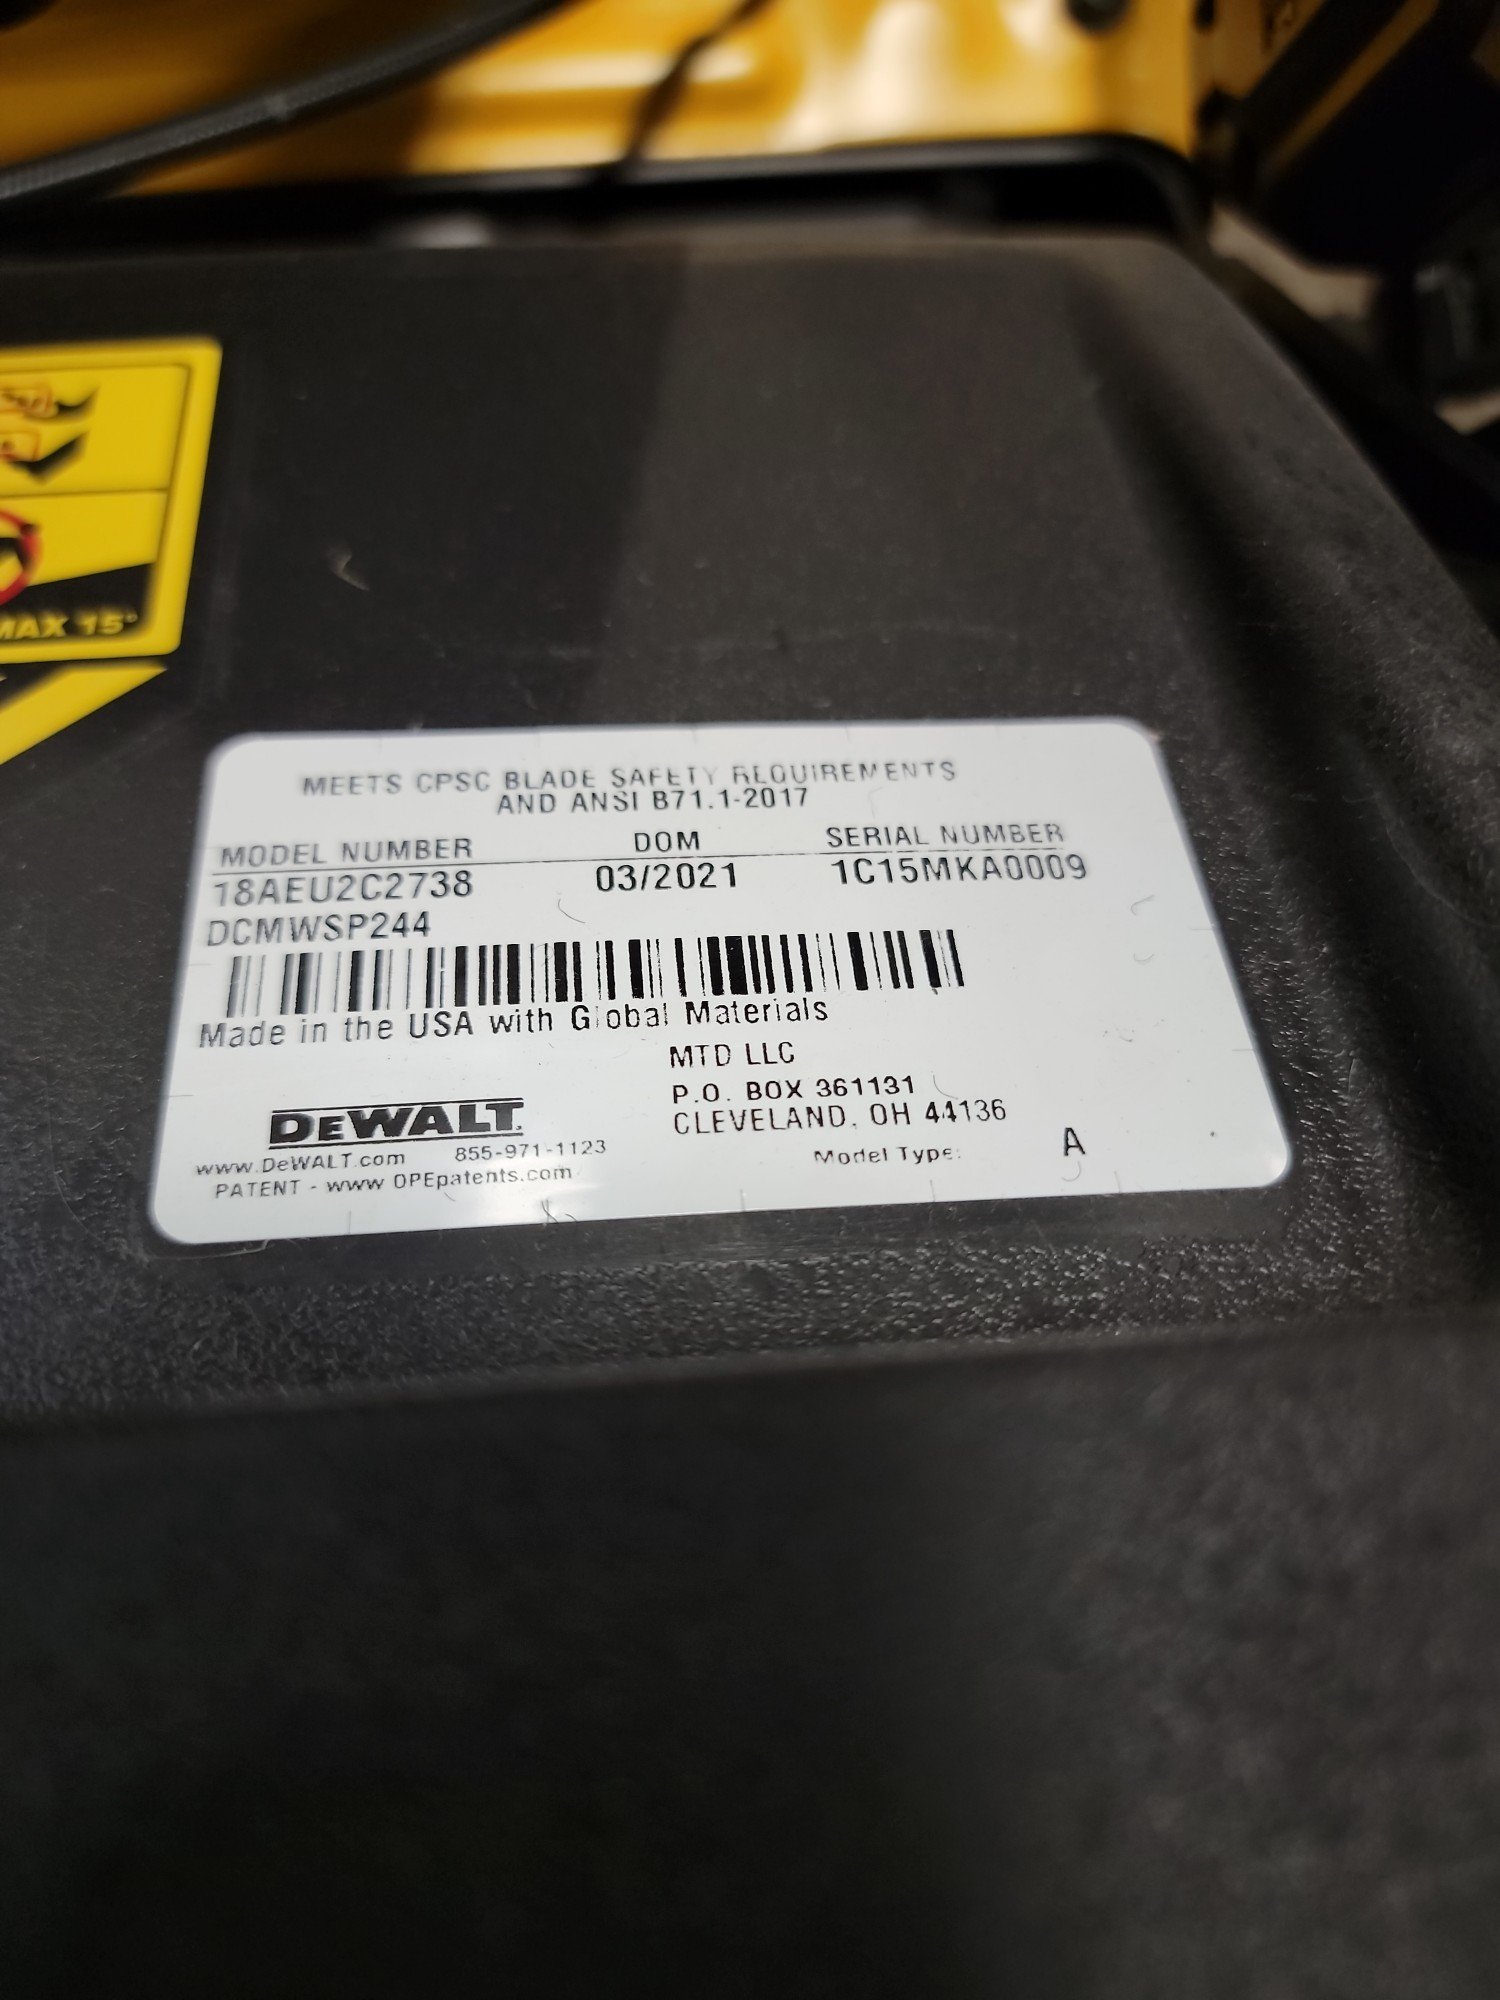 MAX 15°
MEETS CPSC BLADE SAFETY REQUIREMENTS
AND ANSI B71.1-2017
MODEL NUMBER DOM SERIAL NUMBER
18AEU2C2738 03/2021 1C15MKA0009
DCMWSP244
Made in the USA with Global Materials
MTD LLC
P.O. BOX 361131
CLEVELAND, OH 44136
DEWALT
www.DeWALT.com 855-971-1123
PATENT - www OPEpatents.com
Model Type: A